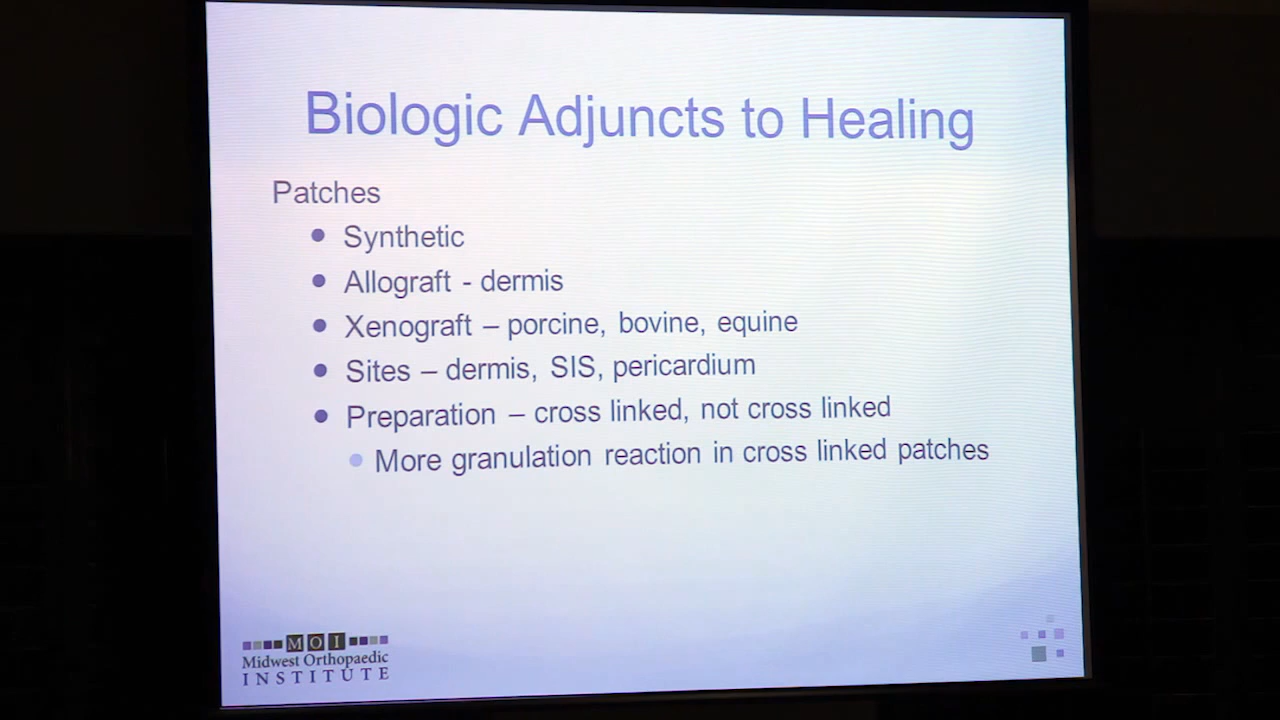 Biologic Adjuncts to Healing
Patches
• Synthetic
• Allograft - dermis
• Xenograft – porcine, bovine, equine
• Sites – dermis, SIS, pericardium
• Preparation – cross linked, not cross linked
• More granulation reaction in cross linked patches
MOI
Midwest Orthopaedic
INSTITUTE